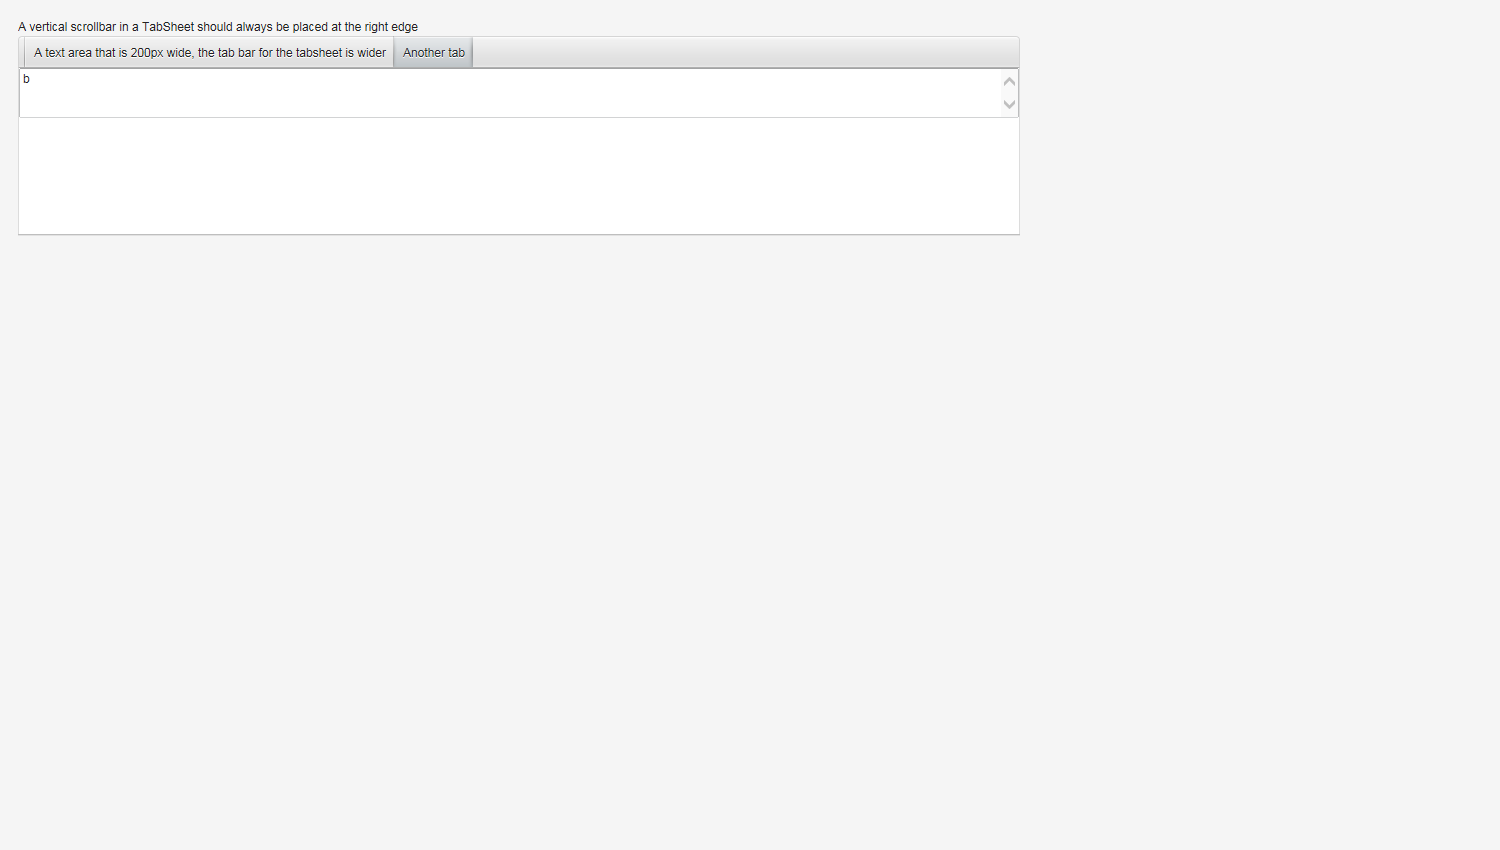 A vertical scrollbar in a TabSheet should always be placed at the right edge
A text area that is 200px wide, the tab bar for the tabsheet is wider Another tab
b